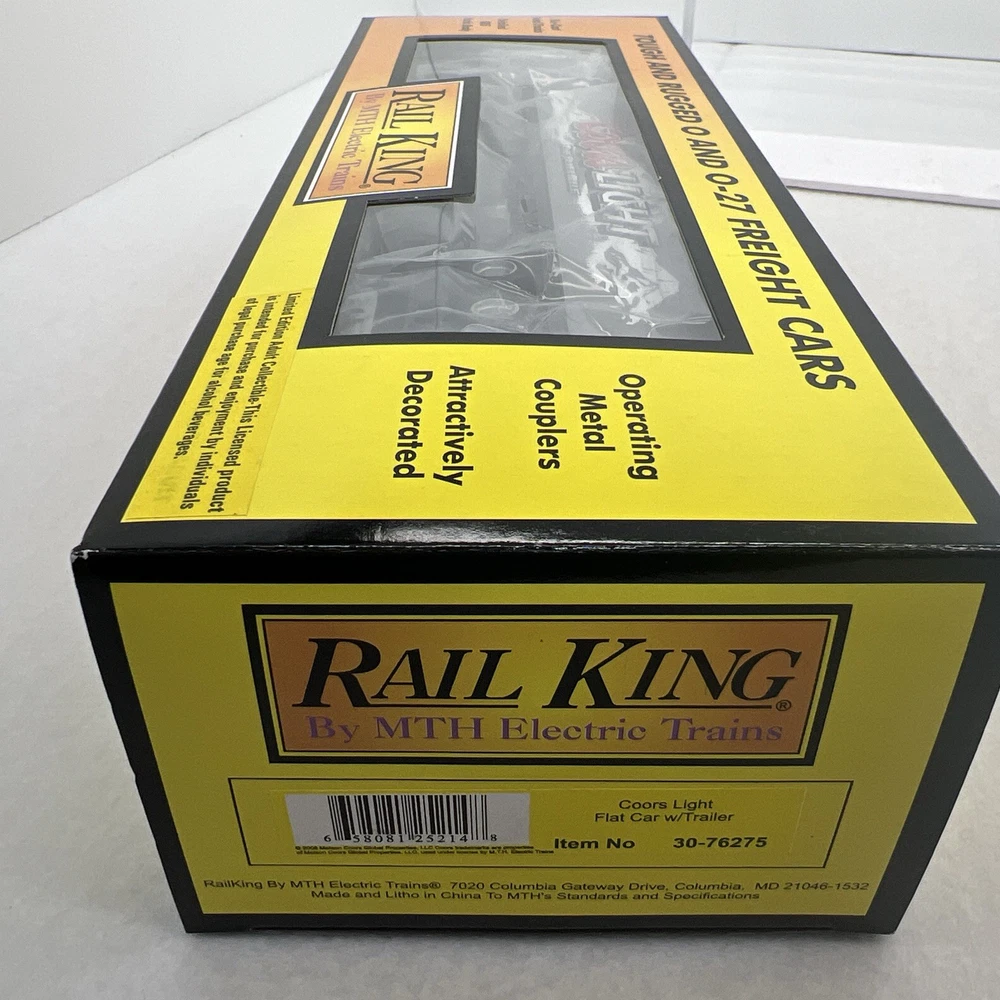 TOUGH AND RUGGED O AND O-27 FREIGHT CARS
RAIL KING®
By MTH Electric Trains
LIGHT
Operating
Metal
Couplers
Attractively
Decorated
Limited Edition Adult Collectible-This Licensed product
is intended for purchase and enjoyment by individuals
of legal purchase age for alcohol beverages.
RAIL KING®
By MTH Electric Trains
6 58081 25214 8
Coors Light
Flat Car w/Trailer
Item No 30-76275
RailKing By MTH Electric Trains® 7020 Columbia Gateway Drive, Columbia, MD 21046-1532
Made and Litho in China To MTH's Standards and Specifications